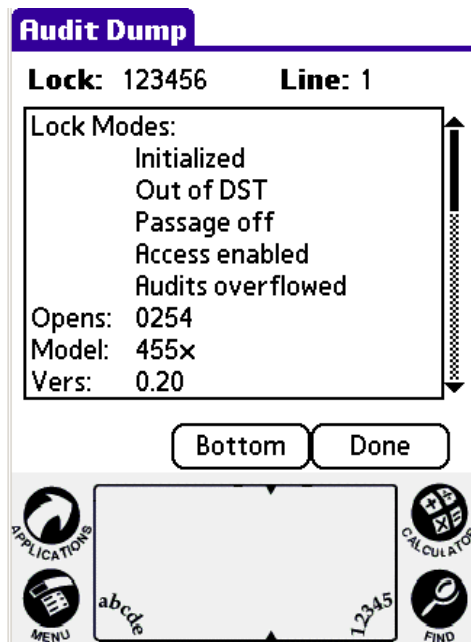 Audit Dump
Lock: 123456 Line: 1
Lock Modes:
Initialized
Out of DST
Passage off
Access enabled
Audits overflowed
Opens: 0254
Model: 455x
Vers: 0.20
Bottom Done
APPLICATIONS
CALCULATOR
MENU
abcde
12345
FIND